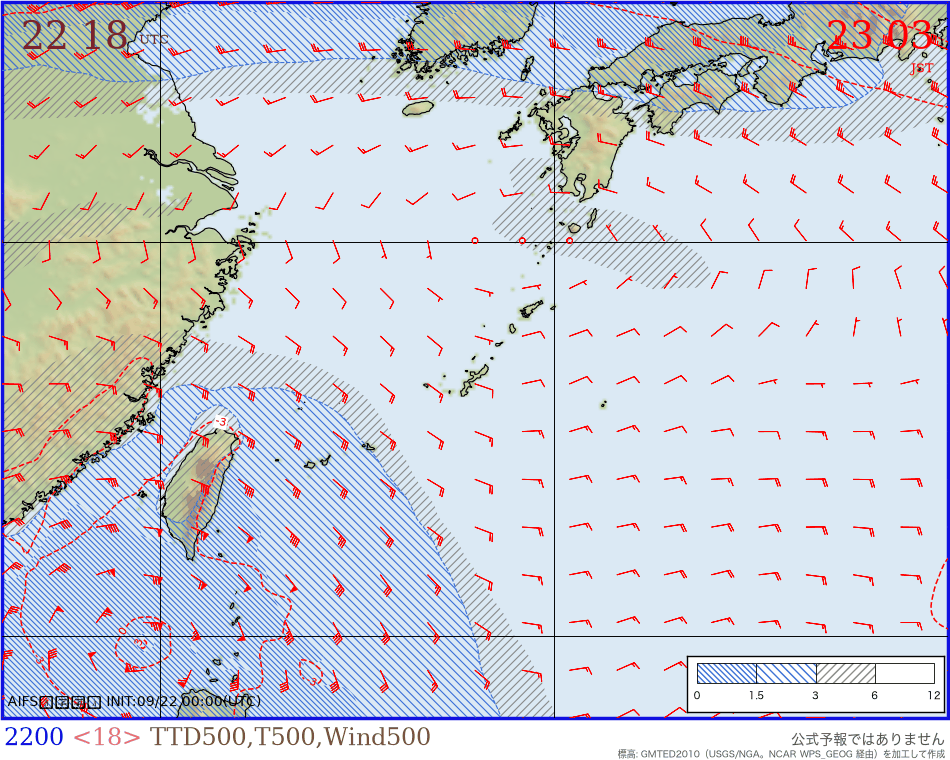 22 18 UTC
23 03
JST
-3
-3
-3
0 1.5 3 6 12
AIFS INIT:09/22 00:00(UTC)
2200 <18> TTD500,T500,Wind500
公式予報ではありません
標高: GMTED2010（USGS/NGA。NCAR WPS_GEOG 経由）を加工して作成